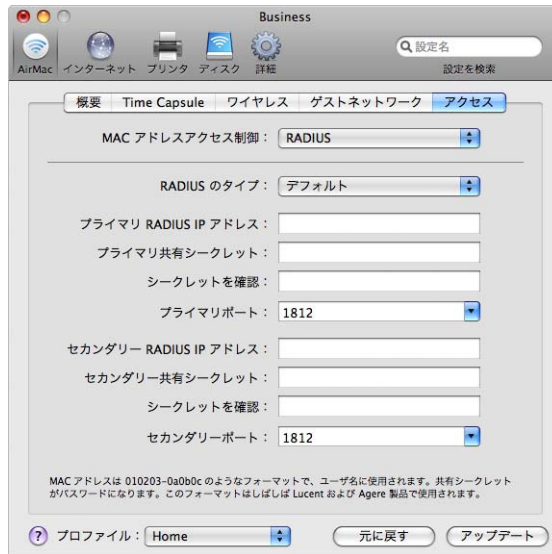 Business
設定名
AirMac インターネット プリンタ ディスク 詳細
設定を検索
概要 Time Capsule ワイヤレス ゲストネットワーク アクセス
MAC アドレスアクセス制御： RADIUS
RADIUS のタイプ： デフォルト
プライマリ RADIUS IP アドレス：
プライマリ共有シークレット：
シークレットを確認：
プライマリポート： 1812
セカンダリー RADIUS IP アドレス：
セカンダリー共有シークレット：
シークレットを確認：
セカンダリーポート： 1812
MAC アドレスは 010203-0a0b0c のようなフォーマットで、ユーザ名に使用されます。共有シークレット
がパスワードになります。このフォーマットはしばしば Lucent および Agere 製品で使用されます。
? プロファイル： Home 元に戻す アップデート